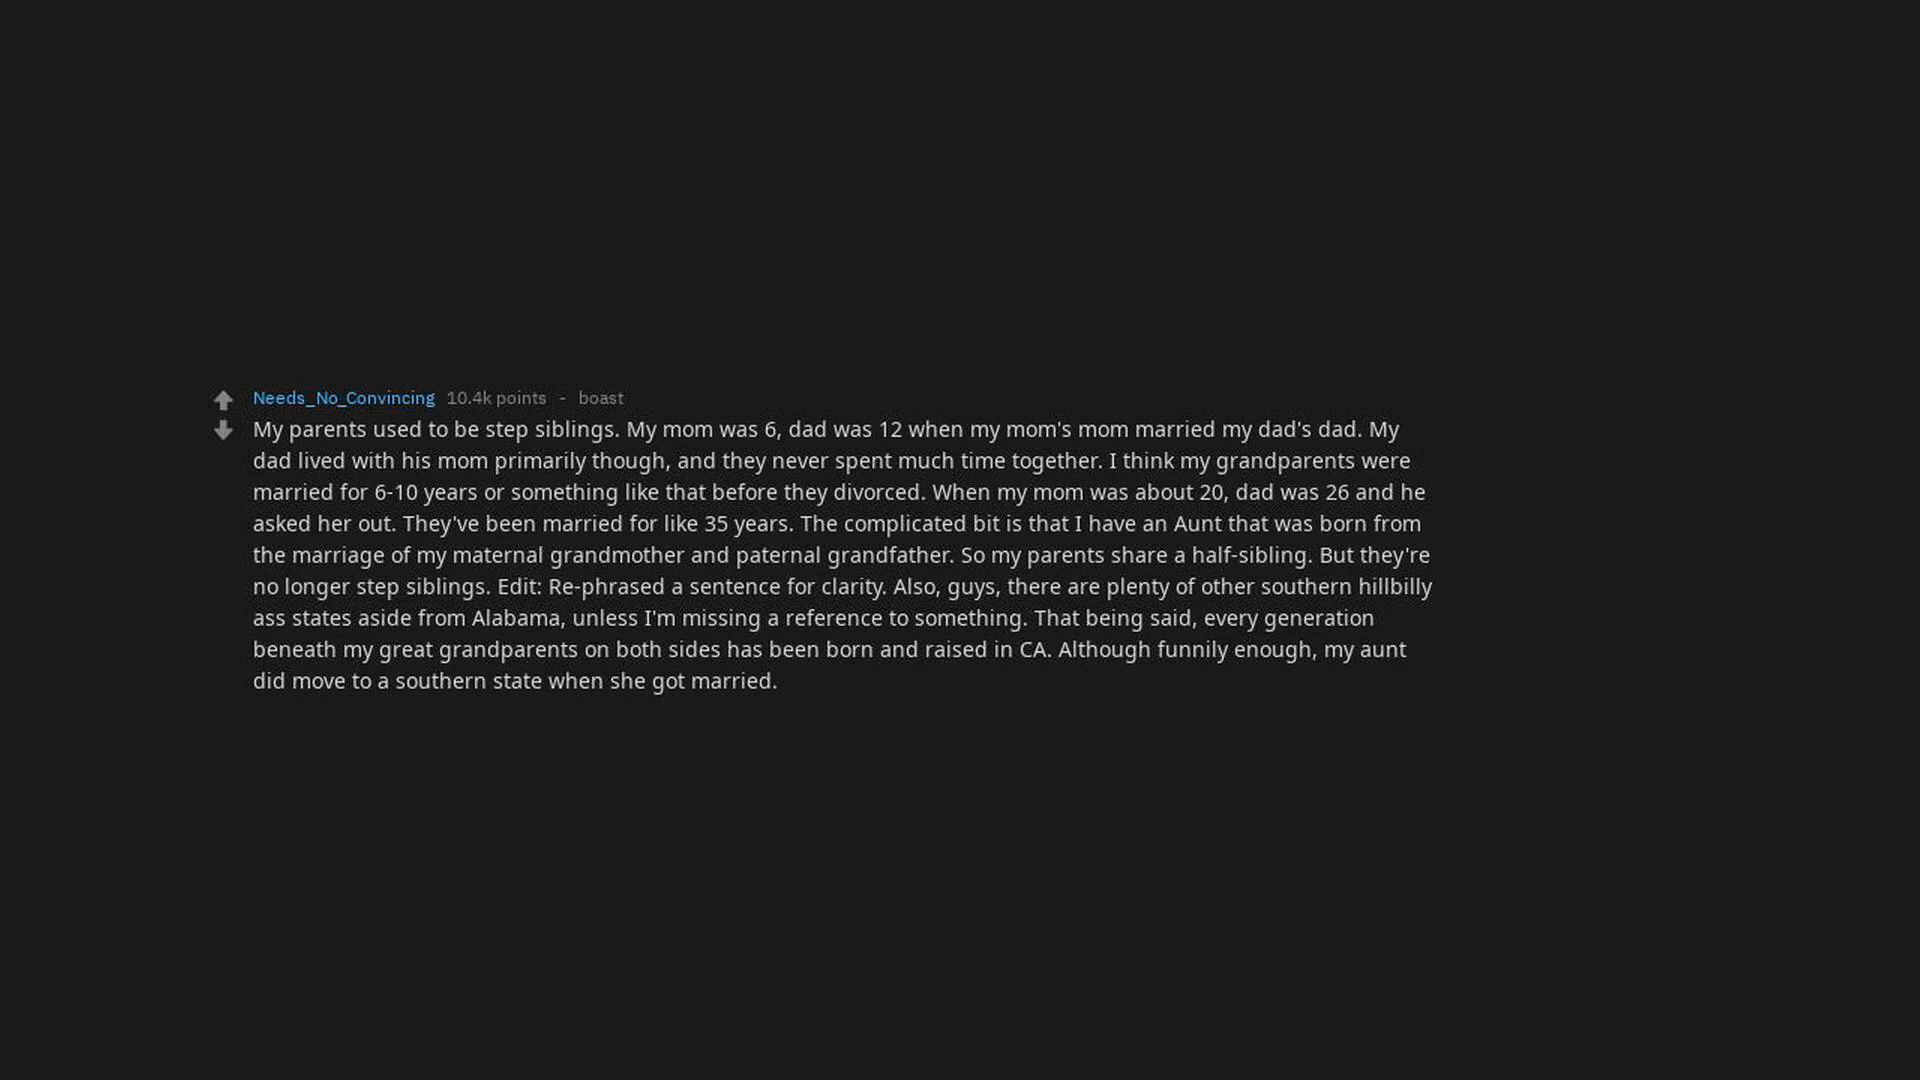 Needs_No_Convincing 10.4k points - boast
My parents used to be step siblings. My mom was 6, dad was 12 when my mom's mom married my dad's dad. My
dad lived with his mom primarily though, and they never spent much time together. I think my grandparents were
married for 6-10 years or something like that before they divorced. When my mom was about 20, dad was 26 and he
asked her out. They've been married for like 35 years. The complicated bit is that I have an Aunt that was born from
the marriage of my maternal grandmother and paternal grandfather. So my parents share a half-sibling. But they're
no longer step siblings. Edit: Re-phrased a sentence for clarity. Also, guys, there are plenty of other southern hillbilly
ass states aside from Alabama, unless I'm missing a reference to something. That being said, every generation
beneath my great grandparents on both sides has been born and raised in CA. Although funnily enough, my aunt
did move to a southern state when she got married.